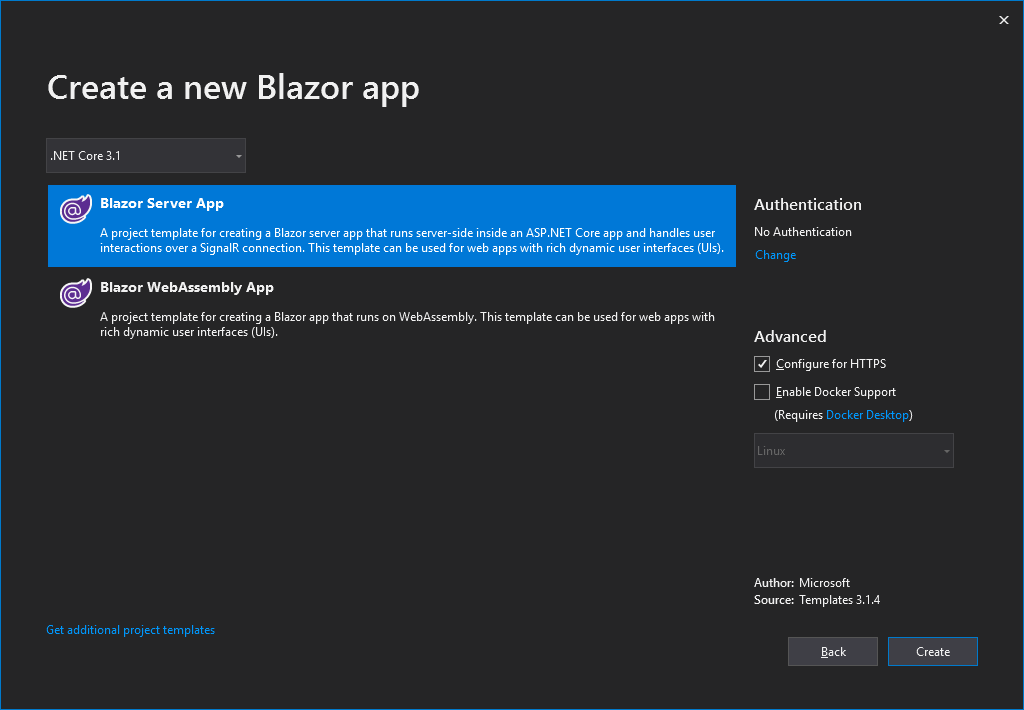 Create a new Blazor app
.NET Core 3.1
Blazor Server App
A project template for creating a Blazor server app that runs server-side inside an ASP.NET Core app and handles user
interactions over a SignalR connection. This template can be used for web apps with rich dynamic user interfaces (UIs).
Blazor WebAssembly App
A project template for creating a Blazor app that runs on WebAssembly. This template can be used for web apps with
rich dynamic user interfaces (UIs).
Get additional project templates
Authentication
No Authentication
Change
Advanced
Configure for HTTPS
Enable Docker Support
(Requires Docker Desktop)
Linux
Author: Microsoft
Source: Templates 3.1.4
Back
Create